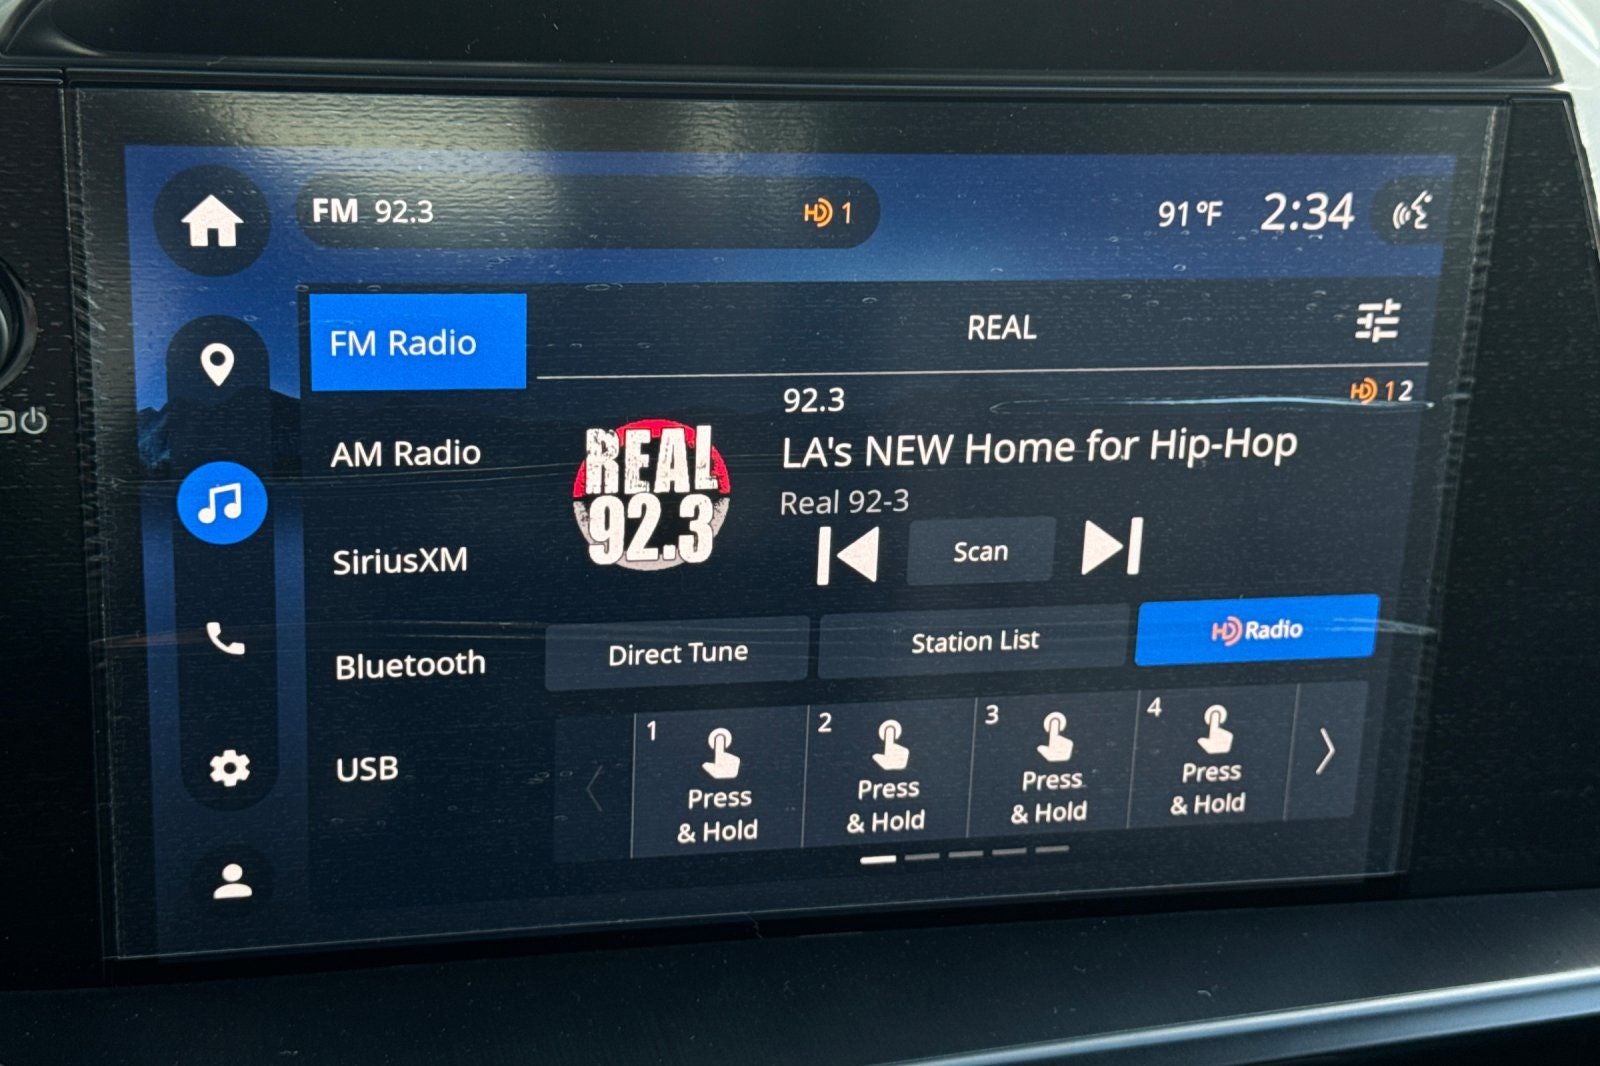 FM 92.3
HD 1
91°F 2:34
FM Radio
REAL
92.3
HD 1 2
AM Radio
REAL
92.3
LA's NEW Home for Hip-Hop
Real 92-3
SiriusXM
Scan
Bluetooth
Direct Tune
Station List
HD Radio
USB
1
Press
& Hold
2
Press
& Hold
3
Press
& Hold
4
Press
& Hold